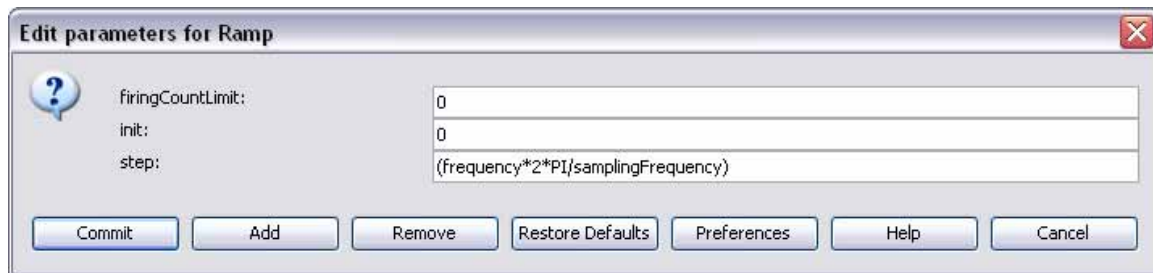 Edit parameters for Ramp
?
firingCountLimit: 0
init: 0
step: (frequency*2*PI/samplingFrequency)
Commit Add Remove Restore Defaults Preferences Help Cancel